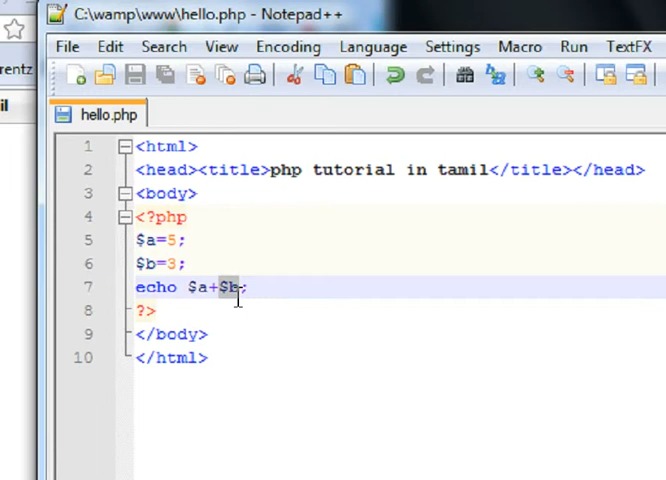 C:\wamp\www\hello.php - Notepad++
File Edit Search View Encoding Language Settings Macro Run TextFX
rentz
il
hello.php
1 <html>
2 <head><title>php tutorial in tamil</title></head>
3 <body>
4 <?php
5 $a=5;
6 $b=3;
7 echo $a+$b;
8 ?>
9 </body>
10 </html>